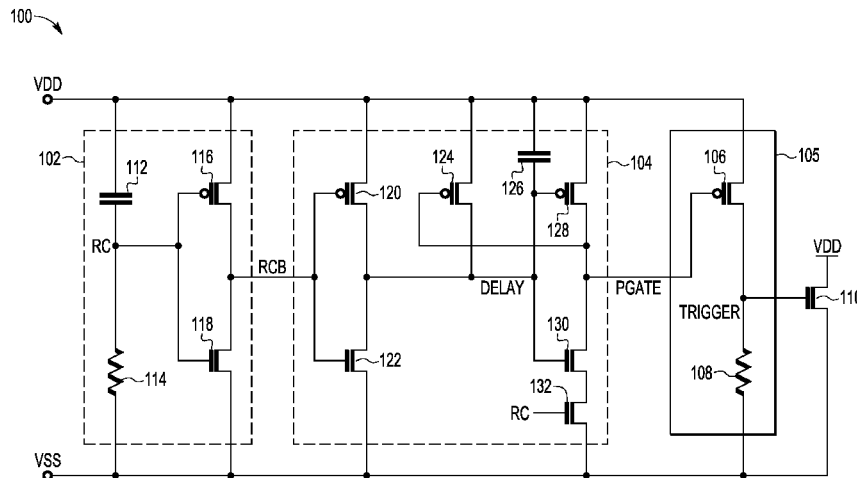 100
VDD
102
112
116
120
124
126
104
128
106
105
RC
RCB
DELAY
PGATE
VDD
110
TRIGGER
118
114
122
130
132
RC
108
VSS